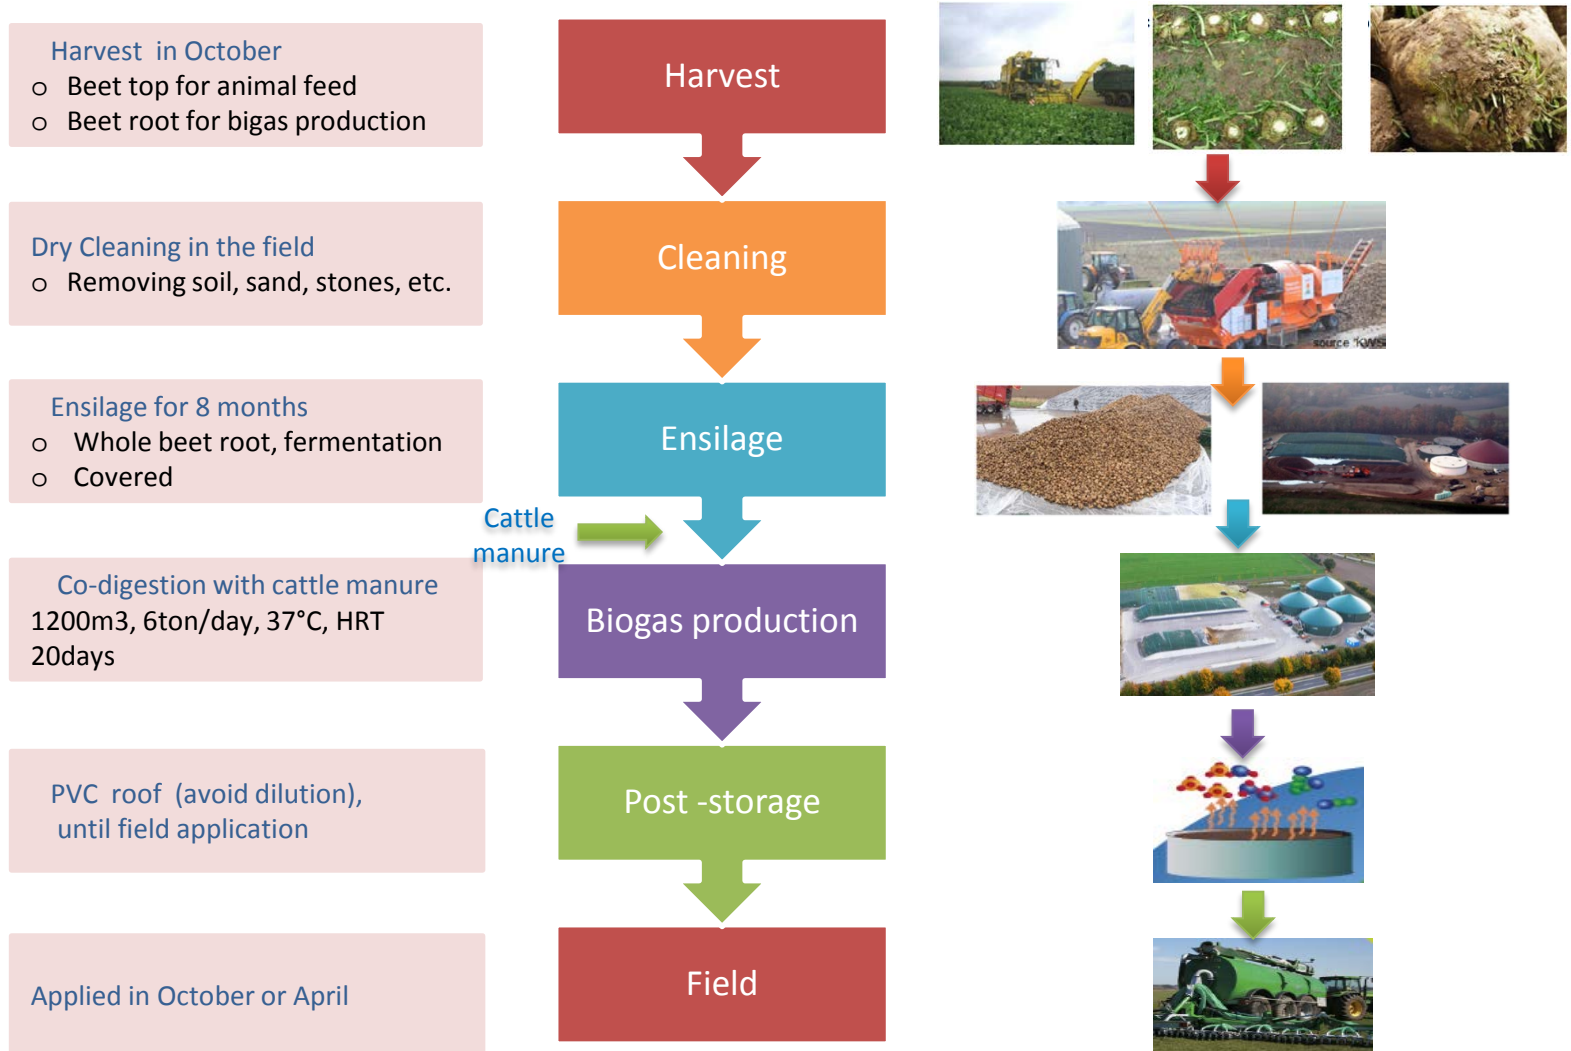 Harvest in October
o Beet top for animal feed
o Beet root for bigas production
Harvest
Dry Cleaning in the field
o Removing soil, sand, stones, etc.
Cleaning
source 'KWS
Ensilage for 8 months
o Whole beet root, fermentation
o Covered
Ensilage
Cattle
manure
Co-digestion with cattle manure
1200m3, 6ton/day, 37°C, HRT
20days
Biogas production
PVC roof (avoid dilution),
until field application
Post -storage
Applied in October or April
Field